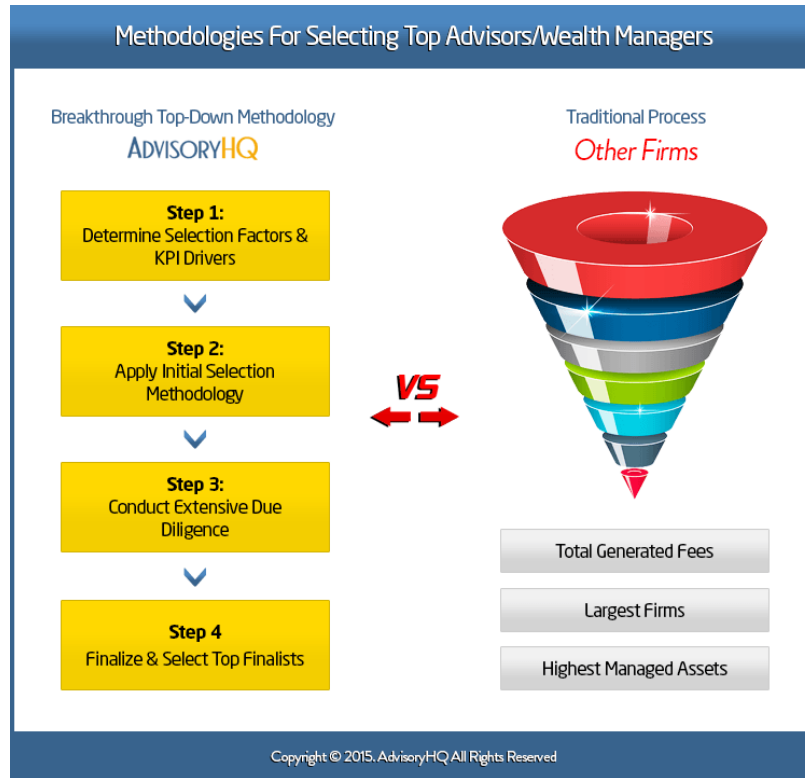 Methodologies For Selecting Top Advisors/Wealth Managers
Breakthrough Top-Down Methodology
ADVISORYHQ
Step 1:
Determine Selection Factors &
KPI Drivers
Step 2:
Apply Initial Selection
Methodology
Step 3:
Conduct Extensive Due
Diligence
Step 4
Finalize & Select Top Finalists
VS
Traditional Process
Other Firms
Total Generated Fees
Largest Firms
Highest Managed Assets
Copyright © 2015. AdvisoryHQ All Rights Reserved